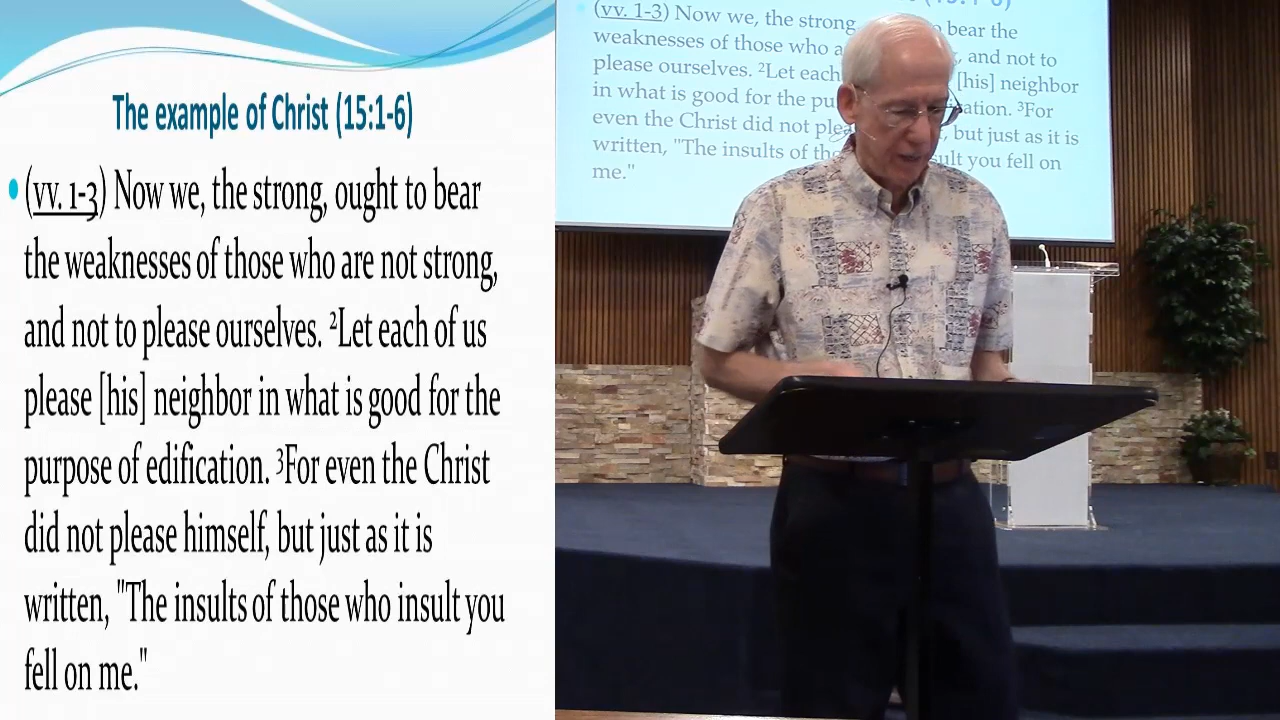 The example of Christ (15:1-6)
(vv. 1-3) Now we, the strong, ought to bear
the weaknesses of those who are not strong,
and not to please ourselves. ²Let each of us
please [his] neighbor in what is good for the
purpose of edification. ³For even the Christ
did not please himself, but just as it is
written, "The insults of those who insult you
fell on me."
(15:1-6)
(vv. 1-3) Now we, the strong, bear the
weaknesses of those who and not to
please ourselves. ²Let each [his] neighbor
in what is good for the ³For
even the Christ did not but just as it is
written, "The insults of you fell on
me."